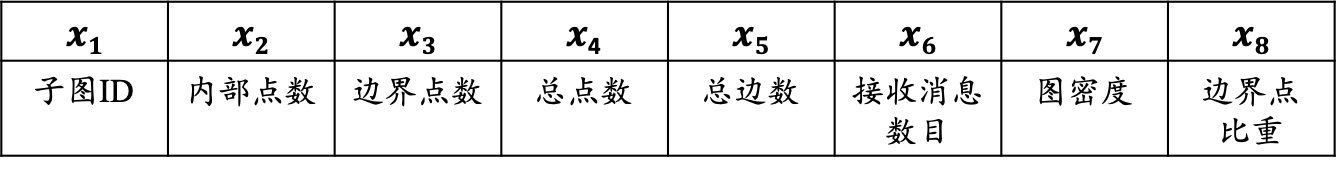 x₁ x₂ x₃ x₄ x₅ x₆ x₇ x₈
子图ID 内部点数 边界点数 总点数 总边数 接收消息 图密度 边界点
数目 比重